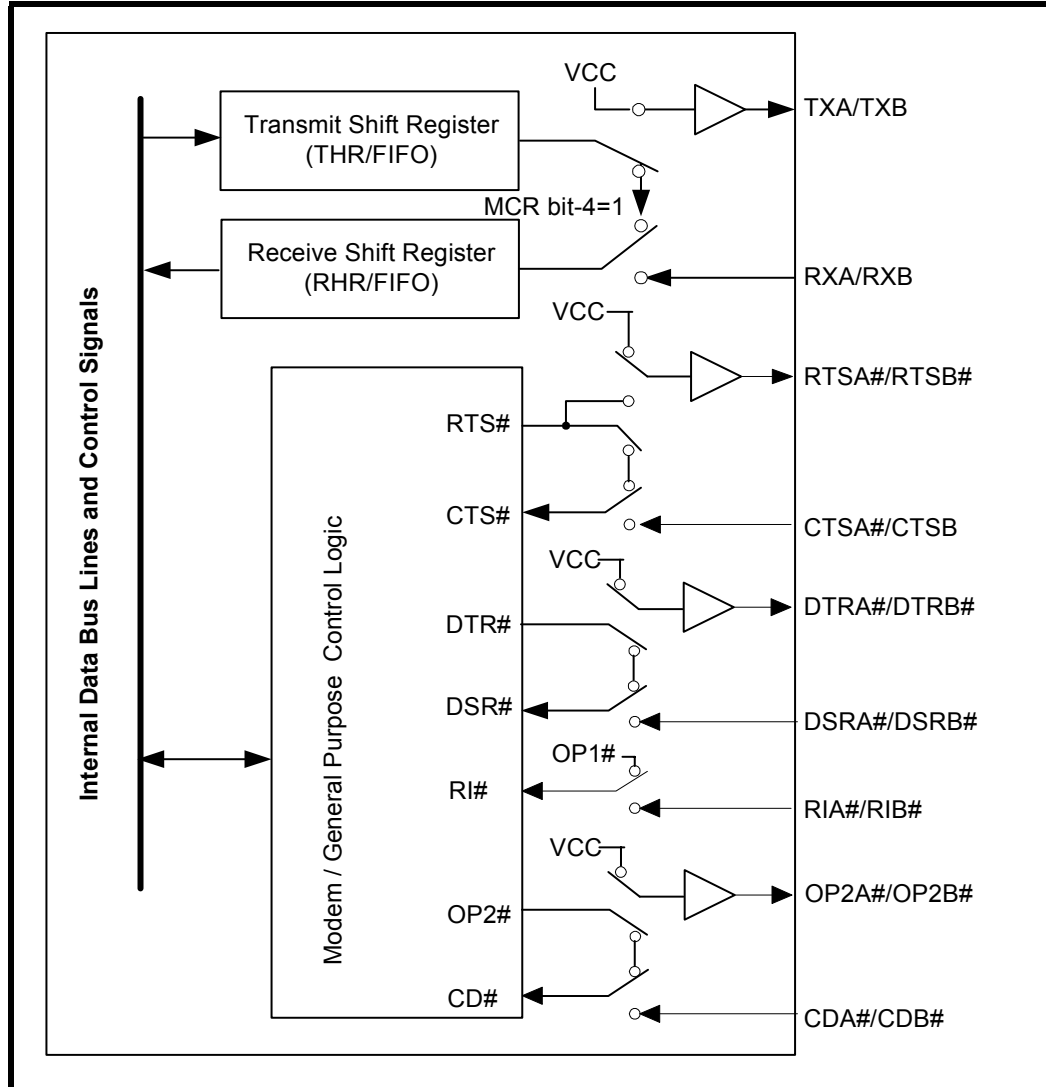 VCC
TXA/TXB
Transmit Shift Register
(THR/FIFO)
MCR bit-4=1
Receive Shift Register
(RHR/FIFO)
RXA/RXB
VCC
RTSA#/RTSB#
RTS#
CTS#
CTSA#/CTSB
VCC
DTRA#/DTRB#
DTR#
DSR#
DSRA#/DSRB#
OP1#
RI#
RIA#/RIB#
VCC
OP2A#/OP2B#
OP2#
CD#
CDA#/CDB#
Internal Data Bus Lines and Control Signals
Modem / General Purpose Control Logic